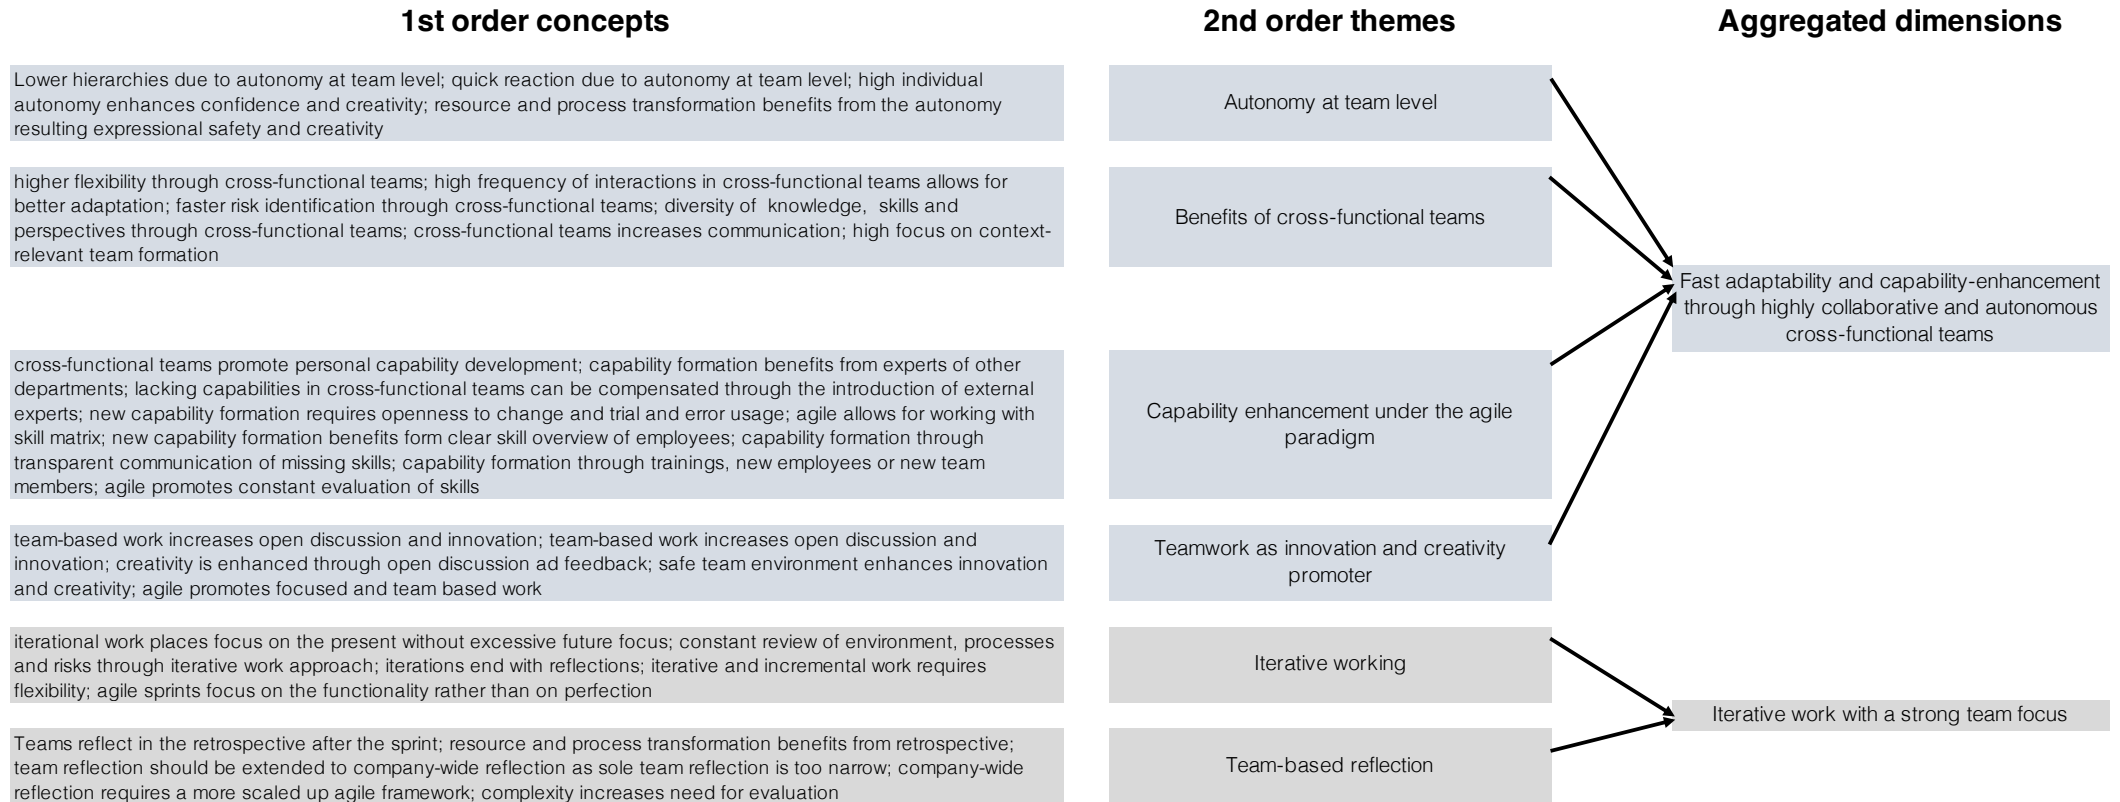 1st order concepts
2nd order themes
Aggregated dimensions
Lower hierarchies due to autonomy at team level; quick reaction due to autonomy at team level; high individual
autonomy enhances confidence and creativity; resource and process transformation benefits from the autonomy
resulting expressional safety and creativity
Autonomy at team level
higher flexibility through cross-functional teams; high frequency of interactions in cross-functional teams allows for
better adaptation; faster risk identification through cross-functional teams; diversity of  knowledge,  skills and
perspectives through cross-functional teams; cross-functional teams increases communication; high focus on context-
relevant team formation
Benefits of cross-functional teams
Fast adaptability and capability-enhancement
through highly collaborative and autonomous
cross-functional teams
cross-functional teams promote personal capability development; capability formation benefits from experts of other
departments; lacking capabilities in cross-functional teams can be compensated through the introduction of external
experts; new capability formation requires openness to change and trial and error usage; agile allows for working with
skill matrix; new capability formation benefits form clear skill overview of employees; capability formation through
transparent communication of missing skills; capability formation through trainings, new employees or new team
members; agile promotes constant evaluation of skills
Capability enhancement under the agile
paradigm
team-based work increases open discussion and innovation; team-based work increases open discussion and
innovation; creativity is enhanced through open discussion ad feedback; safe team environment enhances innovation
and creativity; agile promotes focused and team based work
Teamwork as innovation and creativity
promoter
iterational work places focus on the present without excessive future focus; constant review of environment, processes
and risks through iterative work approach; iterations end with reflections; iterative and incremental work requires
flexibility; agile sprints focus on the functionality rather than on perfection
Iterative working
Iterative work with a strong team focus
Teams reflect in the retrospective after the sprint; resource and process transformation benefits from retrospective;
team reflection should be extended to company-wide reflection as sole team reflection is too narrow; company-wide
reflection requires a more scaled up agile framework; complexity increases need for evaluation
Team-based reflection